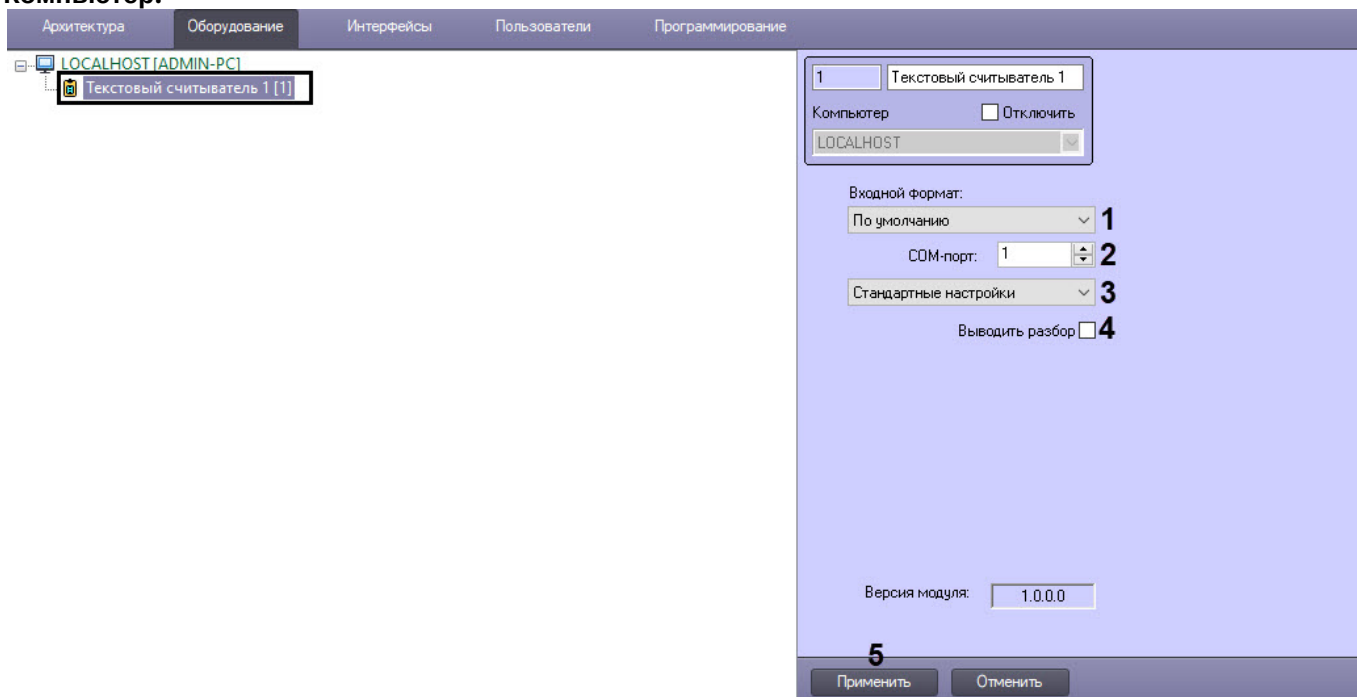 компьютер.
Архитектура Оборудование Интерфейсы Пользователи Программирование
LOCALHOST [ADMIN-PC]
Текстовый считыватель 1 [1]
1 Текстовый считыватель 1
Компьютер Отключить
LOCALHOST
Входной формат:
По умолчанию 1
COM-порт: 1 2
Стандартные настройки 3
Выводить разбор 4
Версия модуля: 1.0.0.0
5
Применить Отменить